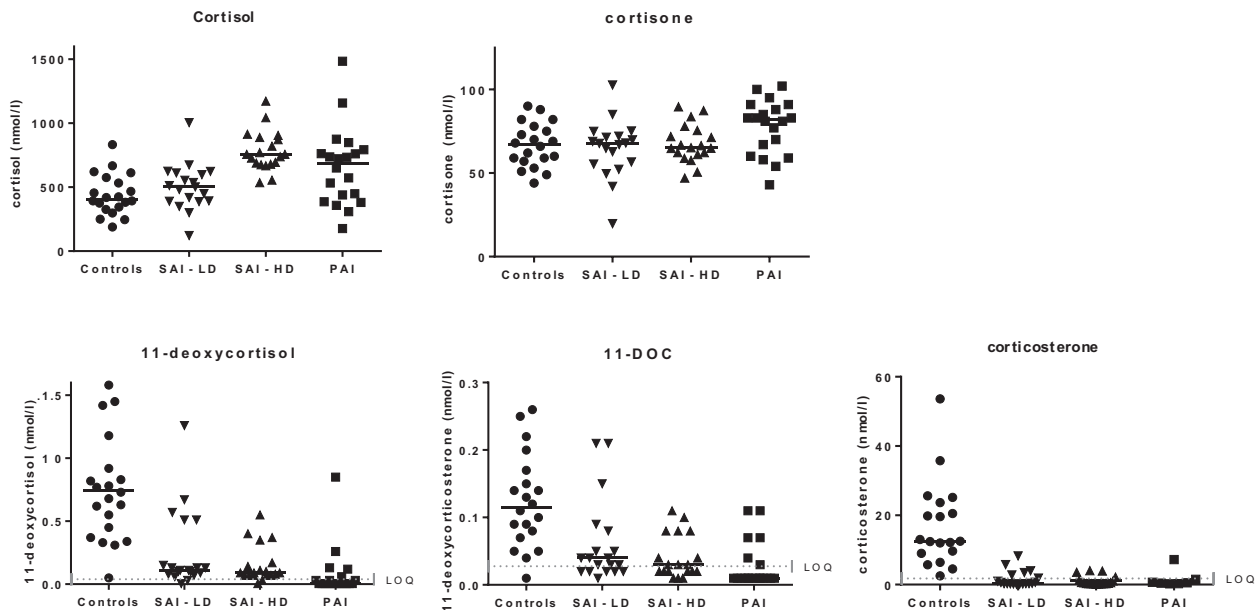 Cortisol
cortisol (nmol/l)
1500
1000
500
0
Controls SAI-LD SAI-HD PAI
cortisone
cortisone (nmol/l)
100
50
0
Controls SAI-LD SAI-HD PAI
11-deoxycortisol
11-deoxycortisol (nmol/l)
1.5
1.0
0.5
0.0
LOQ
Controls SAI-LD SAI-HD PAI
11-DOC
11-deoxycorticosterone (nmol/l)
0.3
0.2
0.1
0.0
LOQ
Controls SAI-LD SAI-HD PAI
corticosterone
corticosterone (nmol/l)
60
40
20
0
LOQ
Controls SAI-LD SAI-HD PAI